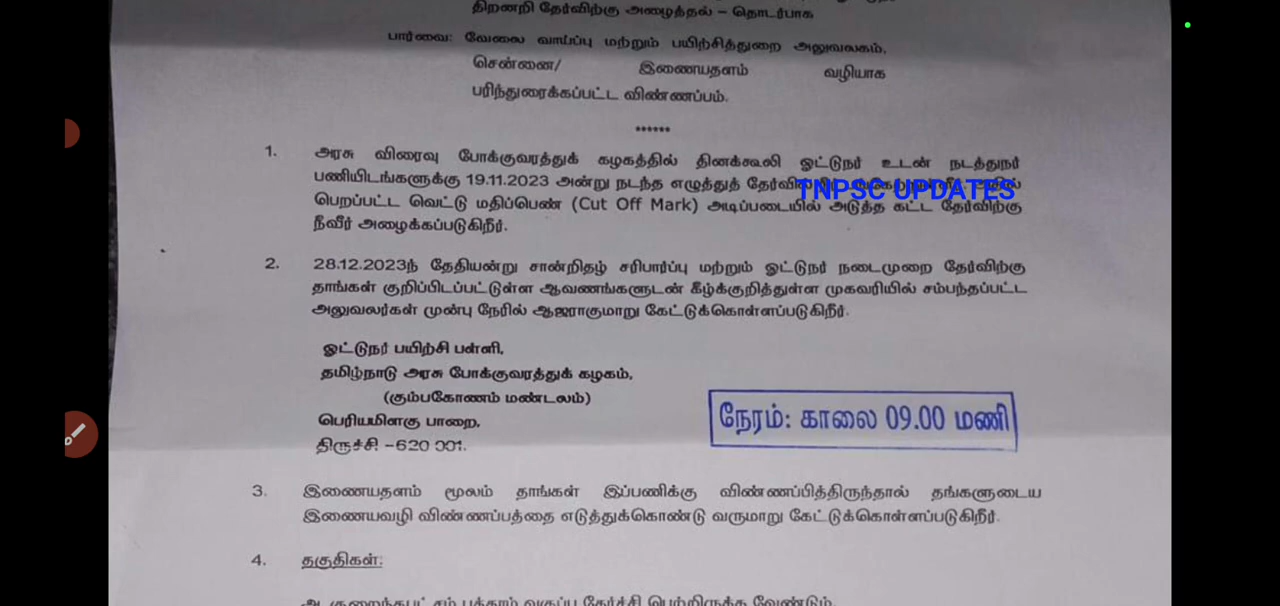 திறனறி தேர்விற்கு அழைத்தல் – தொடர்பாக
பார்வை: வேலை வாய்ப்பு மற்றும் பயிற்சித்துறை அலுவலகம்,
சென்னை/ இணையதளம் வழியாக
பரிந்துரைக்கப்பட்ட விண்ணப்பம்.
******
1. அரசு விரைவு போக்குவரத்துக் கழகத்தில் தினக்கூலி ஓட்டுநர் உடன் நடத்துநர்
பணியிடங்களுக்கு 19.11.2023 அன்று நடந்த எழுத்துத்
TNPSC UPDATES
பெறப்பட்ட வெட்டு மதிப்பெண் (Cut Off Mark) அடிப்படையில் அடுத்த கட்ட தேர்விற்கு
நீவீர் அழைக்கப்படுகிறீர்.
2. 28.12.2023ந் தேதியன்று சான்றிதழ் சரிபார்ப்பு மற்றும் ஓட்டுநர் நடைமுறை தேர்விற்கு
தாங்கள் குறிப்பிடப்பட்டுள்ள ஆவணங்களுடன் கீழ்க்குறித்துள்ள முகவரியில் சம்பந்தப்பட்ட
அலுவலர்கள் முன்பு நேரில் ஆஜராகுமாறு கேட்டுக்கொள்ளப்படுகிறீர்.
ஓட்டுநர் பயிற்சி பள்ளி,
தமிழ்நாடு அரசு போக்குவரத்துக் கழகம்,
(கும்பகோணம் மண்டலம்)
பெரியமிளகு பாறை,
திருச்சி –620 001.
நேரம்: காலை 09.00 மணி
3. இணையதளம் மூலம் தாங்கள் இப்பணிக்கு விண்ணப்பித்திருந்தால் தங்களுடைய
இணையவழி விண்ணப்பத்தை எடுத்துக்கொண்டு வருமாறு கேட்டுக்கொள்ளப்படுகிறீர்.
4. தகுதிகள்:
தேர்ச்சி பெற்றிருக்க வேண்டும்.